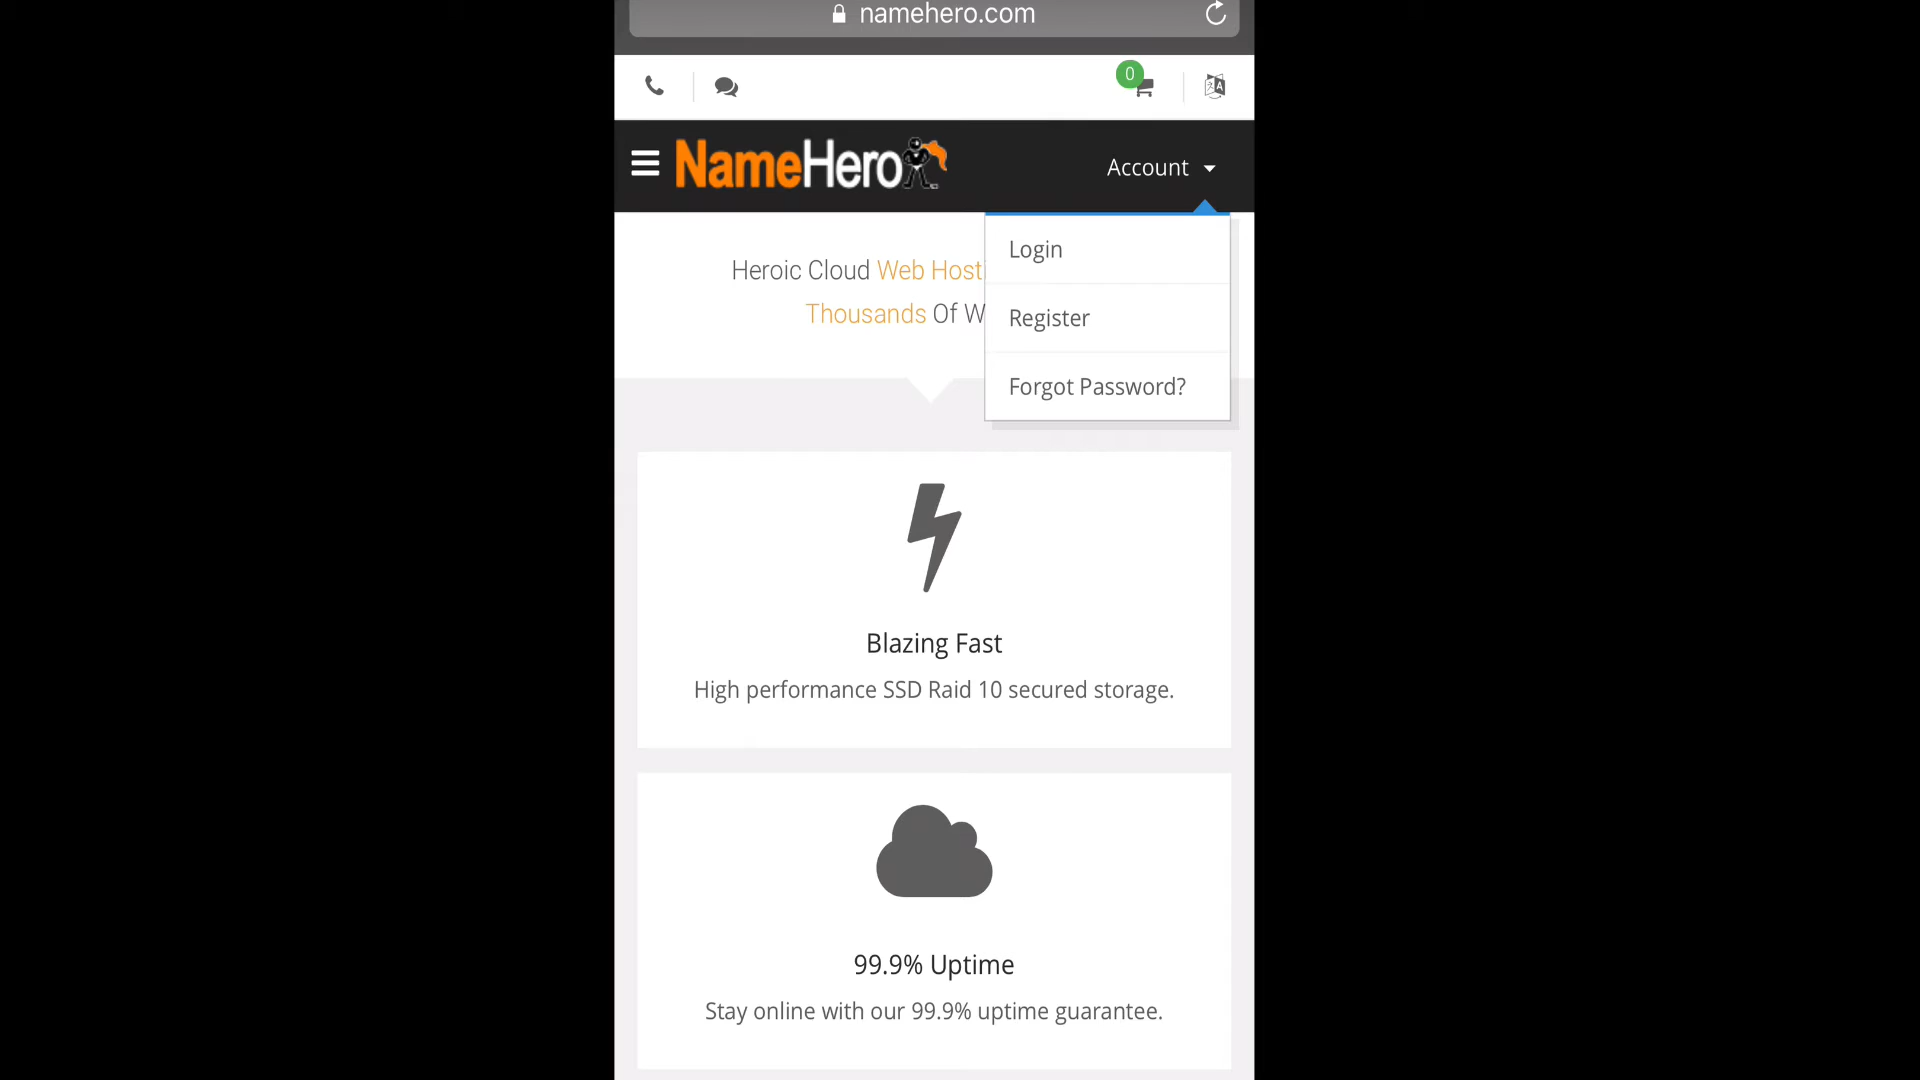 namehero.com
0
NameHero
Account
Login
Heroic Cloud Web Host
Register
Thousands Of W
Forgot Password?
Blazing Fast
High performance SSD Raid 10 secured storage.
99.9% Uptime
Stay online with our 99.9% uptime guarantee.